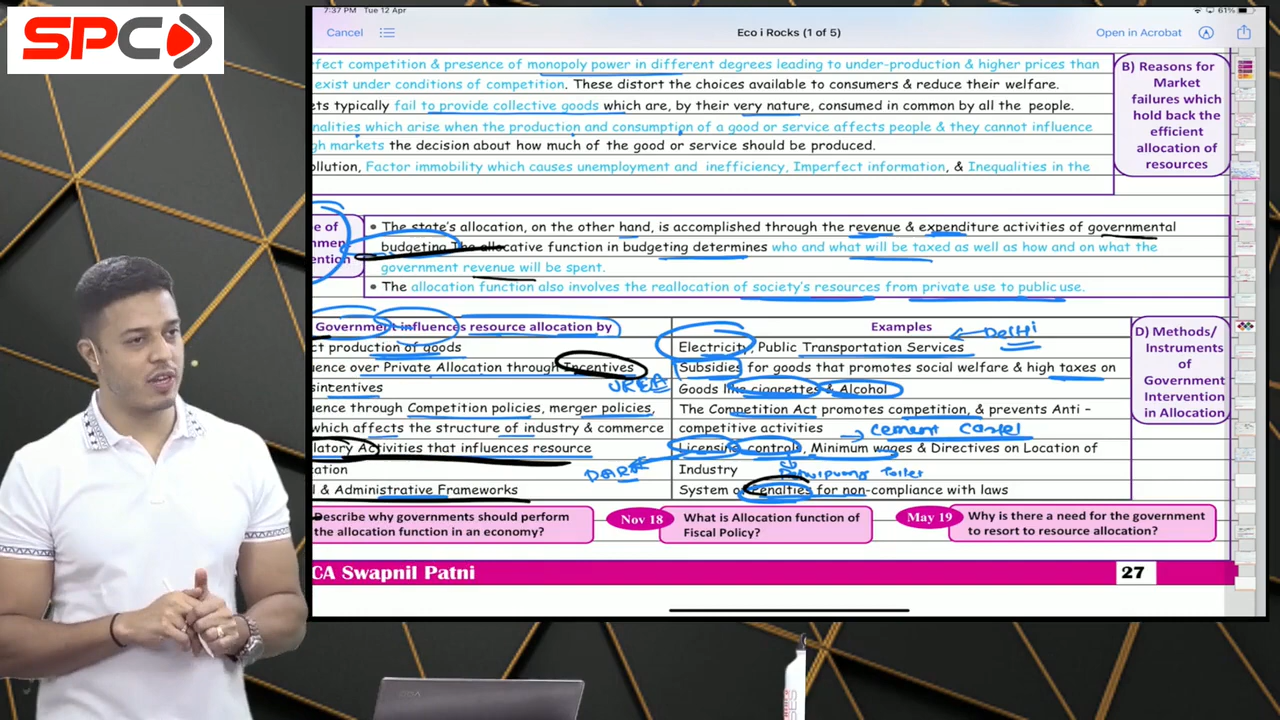 SPC
7:37 PM Tue 12 Apr
61%
Cancel
Eco i Rocks (1 of 5)
Open in Acrobat
fect competition & presence of monopoly power in different degrees leading to under-production & higher prices than
exist under conditions of competition. These distort the choices available to consumers & reduce their welfare.
ets typically fail to provide collective goods which are, by their very nature, consumed in common by all the people.
nalities which arise when the production and consumption of a good or service affects people & they cannot influence
gh markets the decision about how much of the good or service should be produced.
ollution, Factor immobility which causes unemployment and inefficiency, Imperfect information, & Inequalities in the
B) Reasons for
Market
failures which
hold back the
efficient
allocation of
resources
e of
nmen
ention
• The state's allocation, on the other hand, is accomplished through the revenue & expenditure activities of governmental
budgeting The allocative function in budgeting determines who and what will be taxed as well as how and on what the
government revenue will be spent.
• The allocation function also involves the reallocation of society's resources from private use to public use.
Government influences resource allocation by
Examples
DelHi
ct production of goods
Electricity, Public Transportation Services
uence over Private Allocation through Incentives
Subsidies for goods that promotes social welfare & high taxes on
sincentives
UREA
Goods like cigarettes & Alcohol
uence through Competition policies, merger policies,
The Competition Act promotes competition, & prevents Anti -
which affects the structure of industry & commerce
competitive activities
→ cement Cartel
latory Activities that influences resource
Licensing controls, Minimum wages & Directives on Location of
cation
Industry
l & Administrative Frameworks
System of Penalties for non-compliance with laws
D) Methods/
Instruments
of Government
Intervention
in Allocation
Describe why governments should perform
the allocation function in an economy?
Nov 18
What is Allocation function of
Fiscal Policy?
May 19
Why is there a need for the government
to resort to resource allocation?
CA Swapnil Patni
27